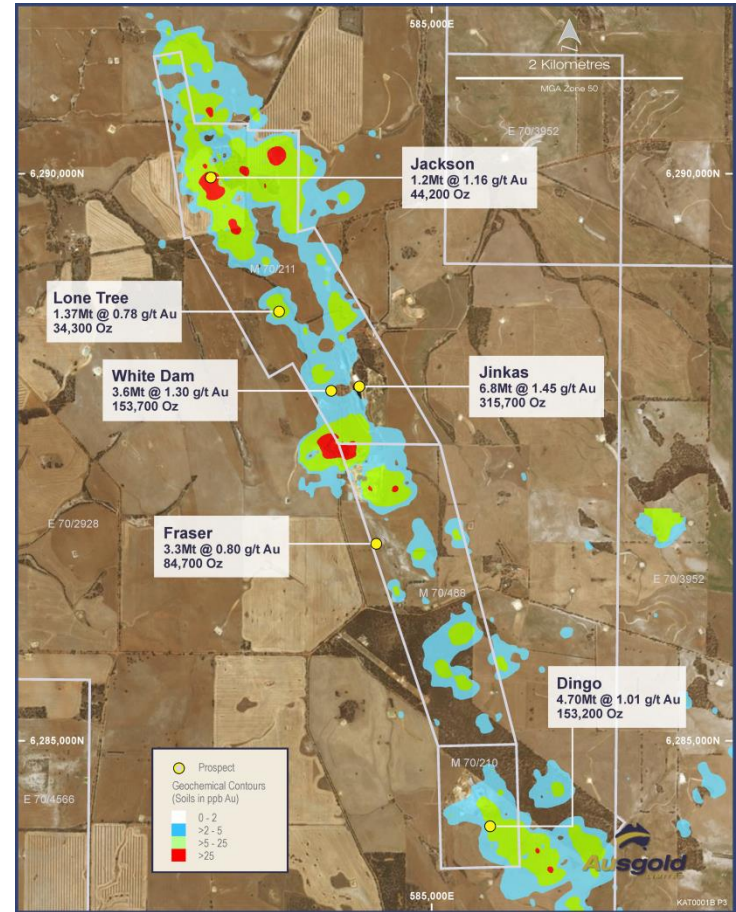 585,000E
2 Kilometres
MGA Zone 50
E 70/3952
6,290,000N
6,290,000N
Jackson
1.2Mt @ 1.16 g/t Au
44,200 Oz
M 70/211
Lone Tree
1.37Mt @ 0.78 g/t Au
34,300 Oz
White Dam
3.6Mt @ 1.30 g/t Au
153,700 Oz
Jinkas
6.8Mt @ 1.45 g/t Au
315,700 Oz
E 70/2928
Fraser
3.3Mt @ 0.80 g/t Au
84,700 Oz
E 70/3952
M 70/488
Dingo
4.70Mt @ 1.01 g/t Au
153,200 Oz
6,285,000N
6,285,000N
M 70/210
E 70/4566
Prospect
Geochemical Contours
(Soils in ppb Au)
0 - 2
>2 - 5
>5 - 25
>25
Ausgold
585,000E
KAT0001B P3